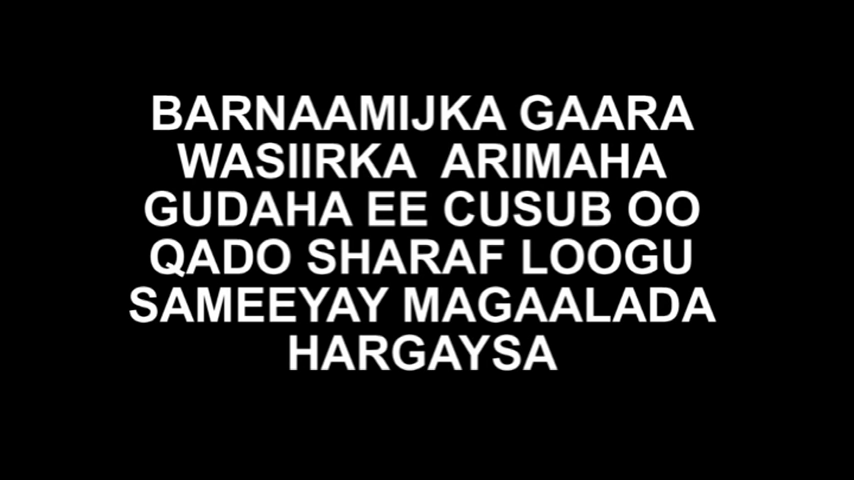 BARNAAMIJKA GAARA
WASIIRKA ARIMAHA
GUDAHA EE CUSUB OO
QADO SHARAF LOOGU
SAMEEYAY MAGAALADA
HARGAYSA